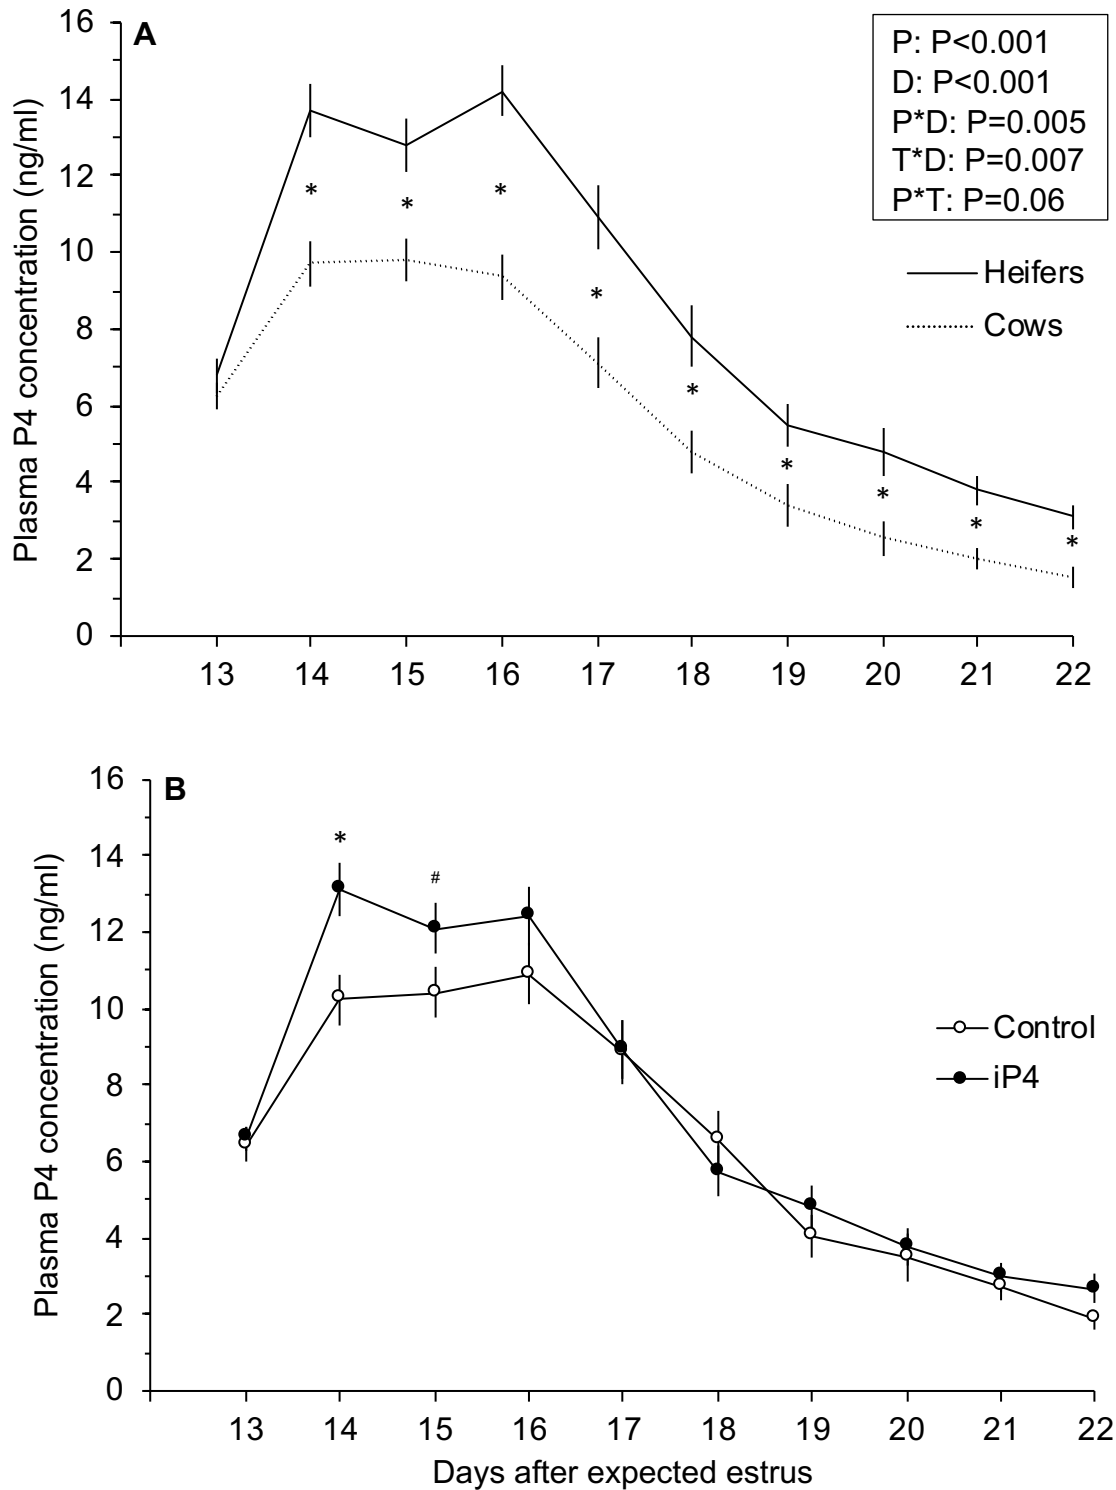 A
Plasma P4 concentration (ng/ml)
16
14
12
10
8
6
4
2
0
13 14 15 16 17 18 19 20 21 22
* * * * * * * * *
P: P<0.001
D: P<0.001
P*D: P=0.005
T*D: P=0.007
P*T: P=0.06
Heifers
Cows
B
Plasma P4 concentration (ng/ml)
16
14
12
10
8
6
4
2
0
* #
Control
iP4
13 14 15 16 17 18 19 20 21 22
Days after expected estrus